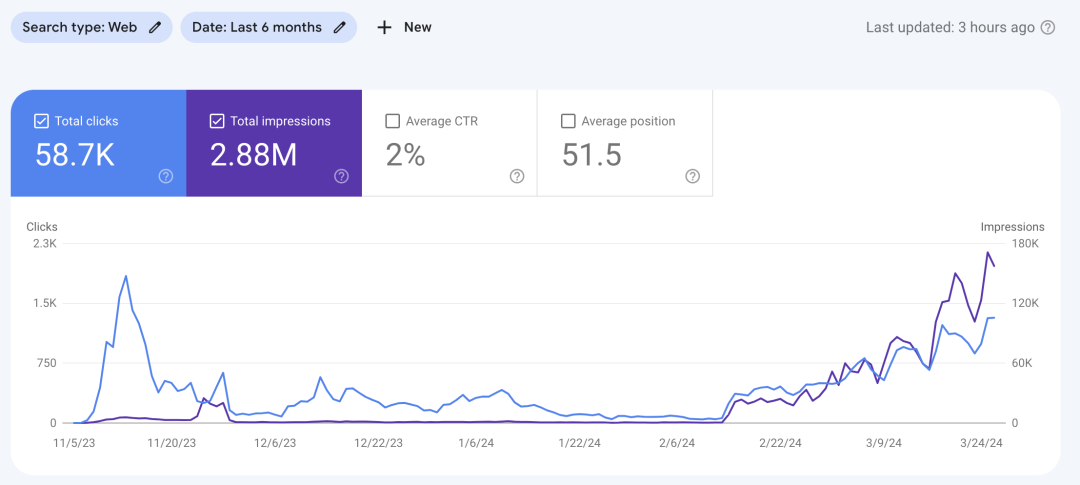 Search type: Web
Date: Last 6 months
New
Last updated: 3 hours ago
Total clicks
58.7K
Total impressions
2.88M
Average CTR
2%
Average position
51.5
Clicks
Impressions
2.3K
180K
1.5K
120K
750
60K
0
0
11/5/23 11/20/23 12/6/23 12/22/23 1/6/24 1/22/24 2/6/24 2/22/24 3/9/24 3/24/24